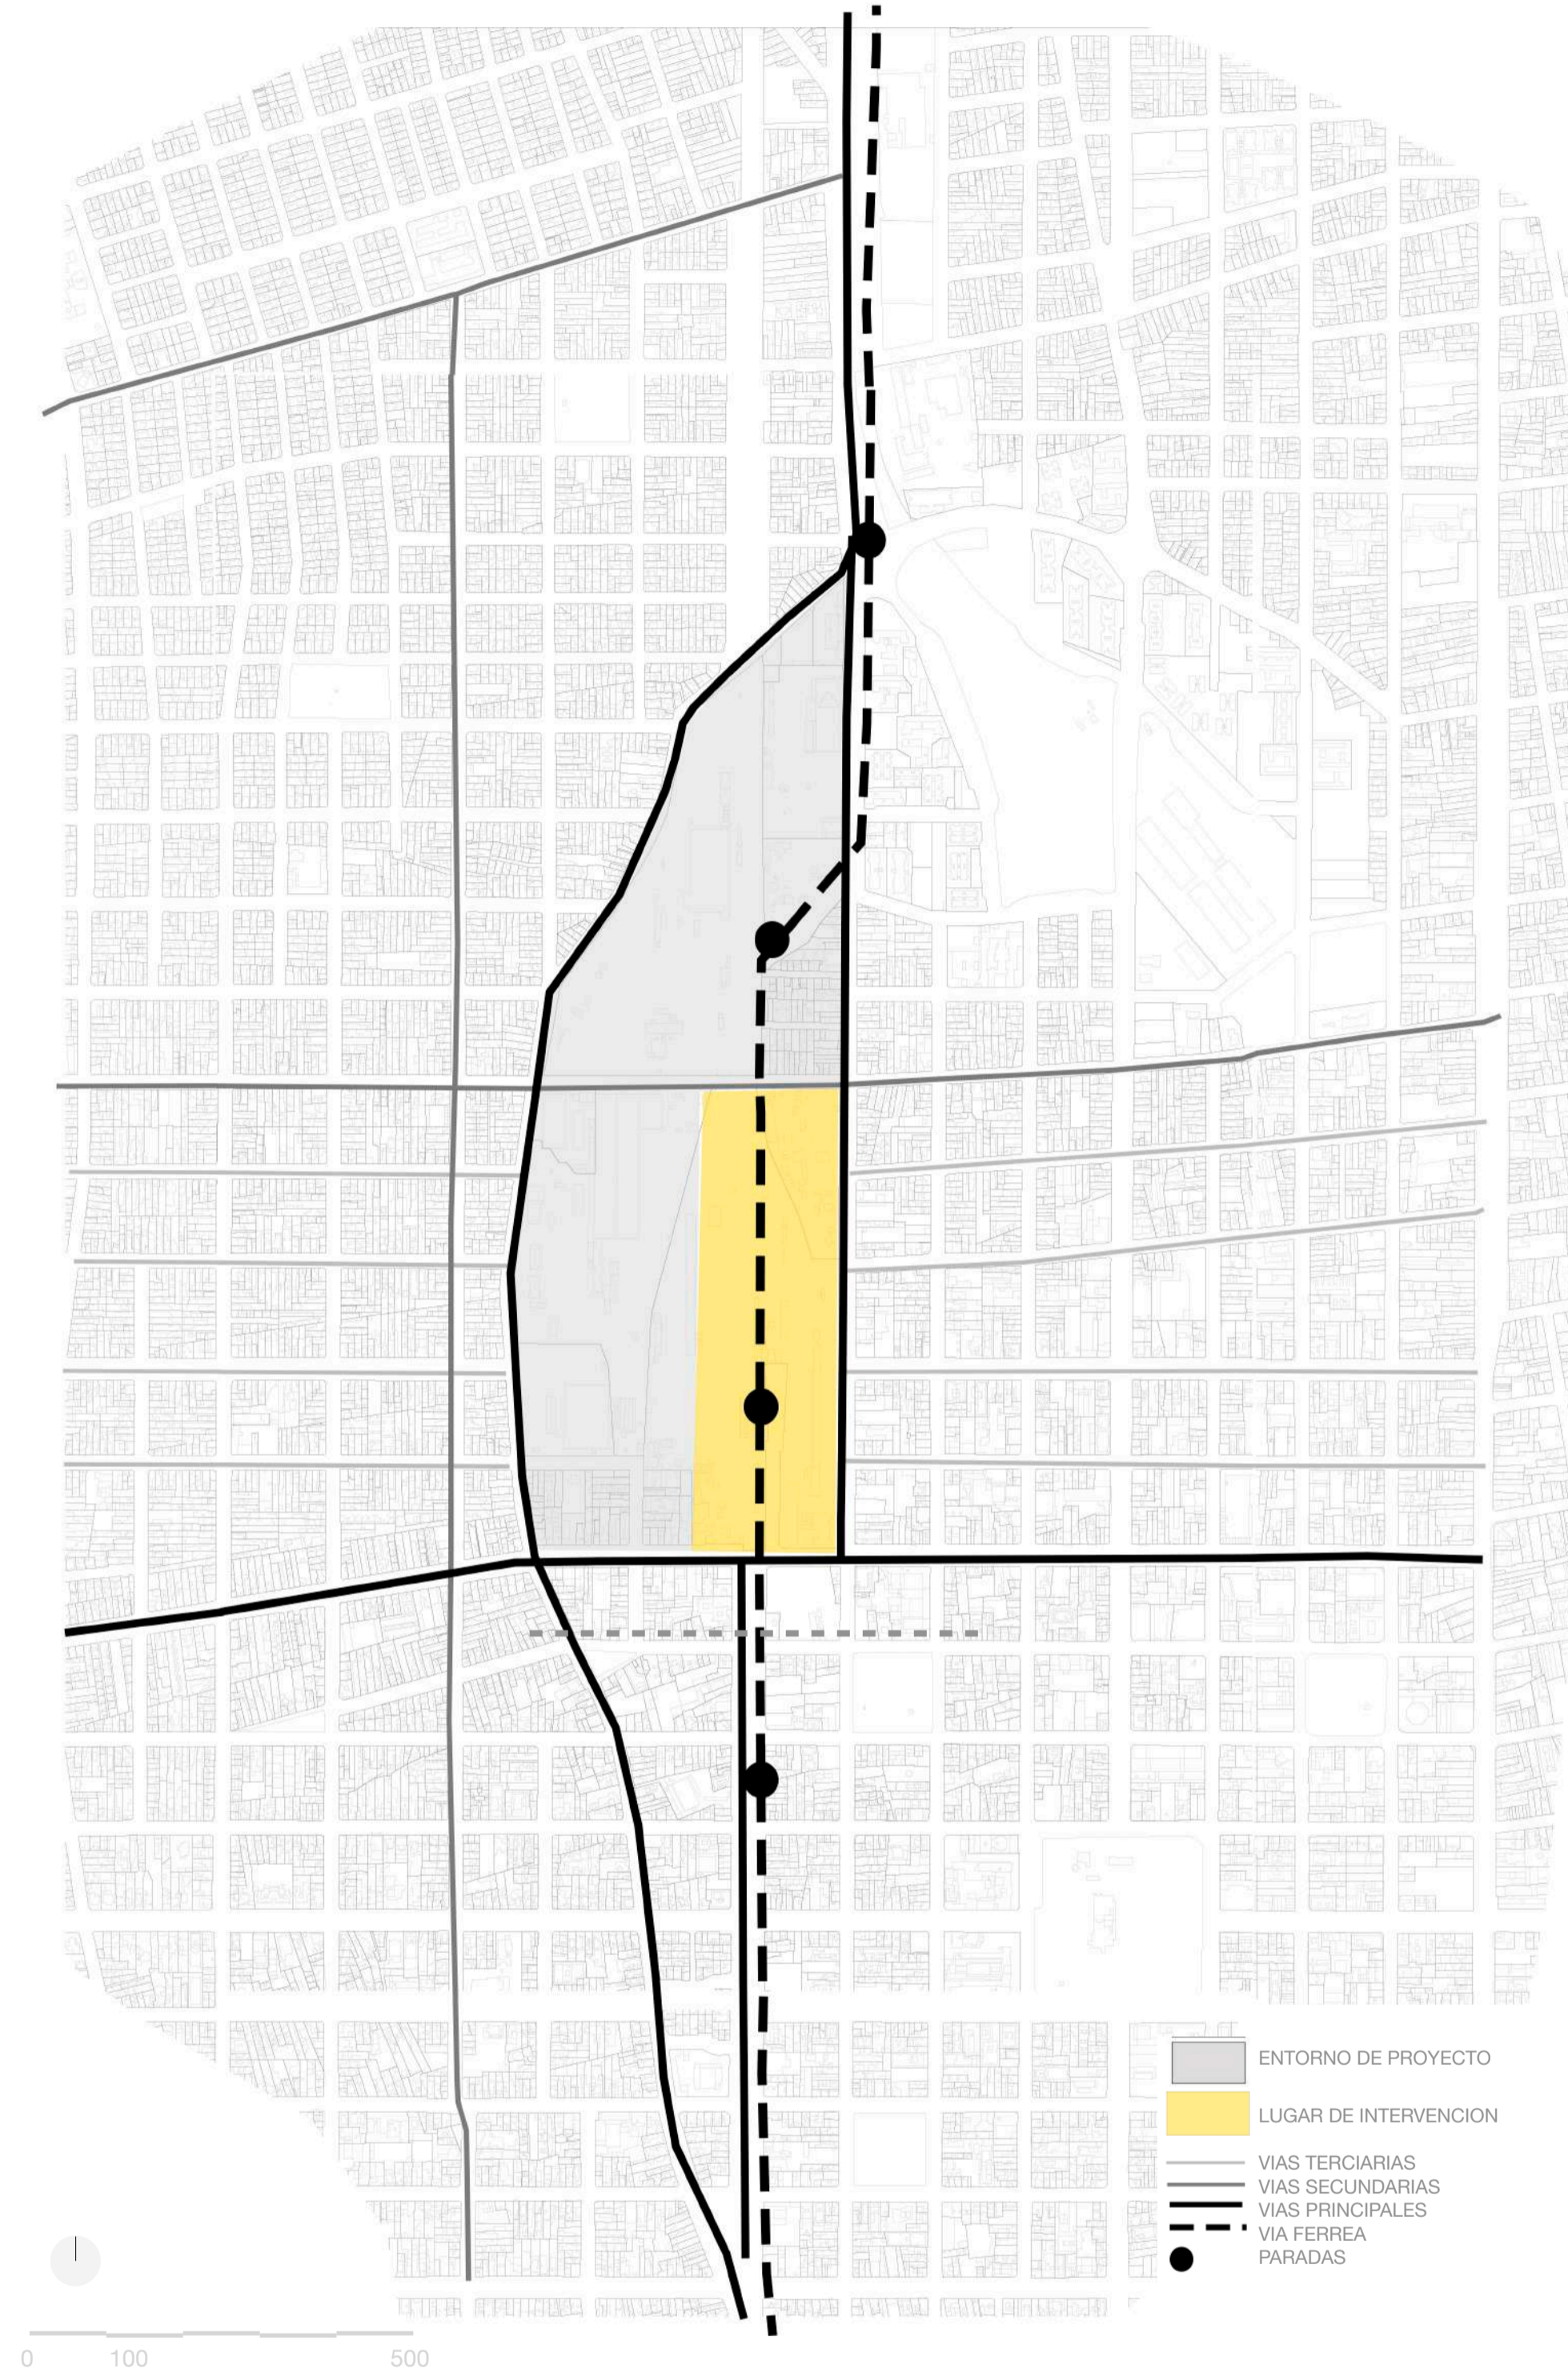 ENTORNO DE PROYECTO
LUGAR DE INTERVENCION
VIAS TERCIARIAS
VIAS SECUNDARIAS
VIAS PRINCIPALES
VIA FERREA
PARADAS
0 100 500